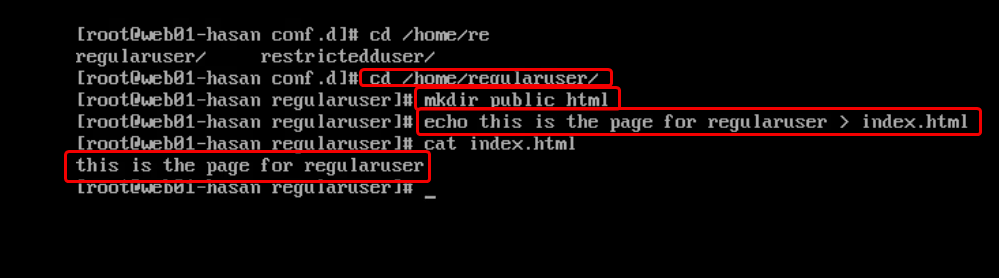 [root@web01-hasan conf.d]# cd /home/re
regularuser/     restrictedduser/
[root@web01-hasan conf.d]# cd /home/regularuser/
[root@web01-hasan regularuser]# mkdir public html
[root@web01-hasan regularuser]# echo this is the page for regularuser > index.html
[root@web01-hasan regularuser]# cat index.html
this is the page for regularuser
[root@web01-hasan regularuser]# _